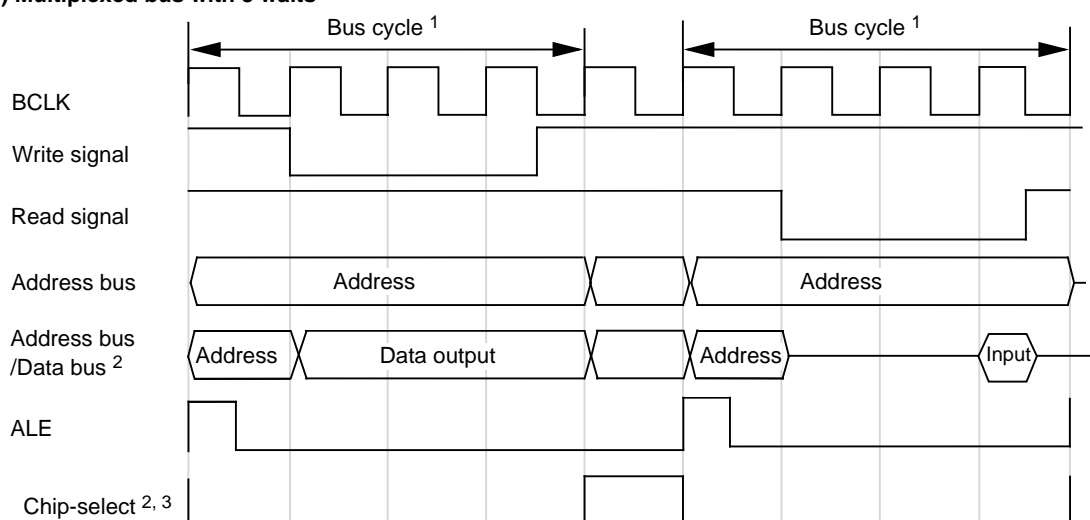 ) Multiplexed bus with 3 waits
Bus cycle 1
Bus cycle 1
BCLK
Write signal
Read signal
Address bus
Address
Address
Address bus
/Data bus 2
Address
Data output
Address
Input
ALE
Chip-select 2, 3